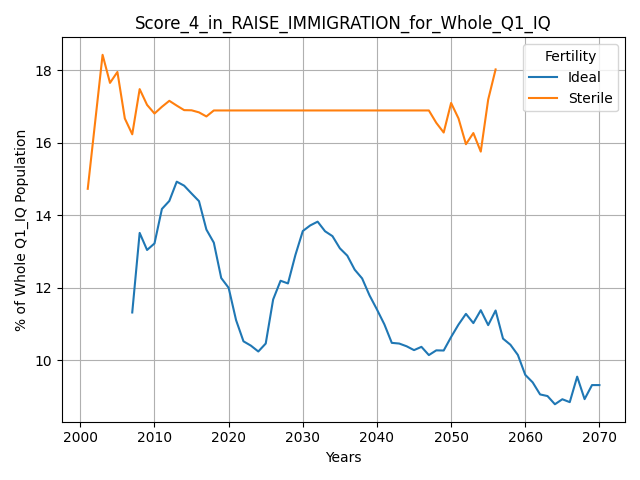 Score_4_in_RAISE_IMMIGRATION_for_Whole_Q1_IQ
Fertility
Ideal
Sterile
% of Whole Q1_IQ Population
18
16
14
12
10
2000 2010 2020 2030 2040 2050 2060 2070
Years